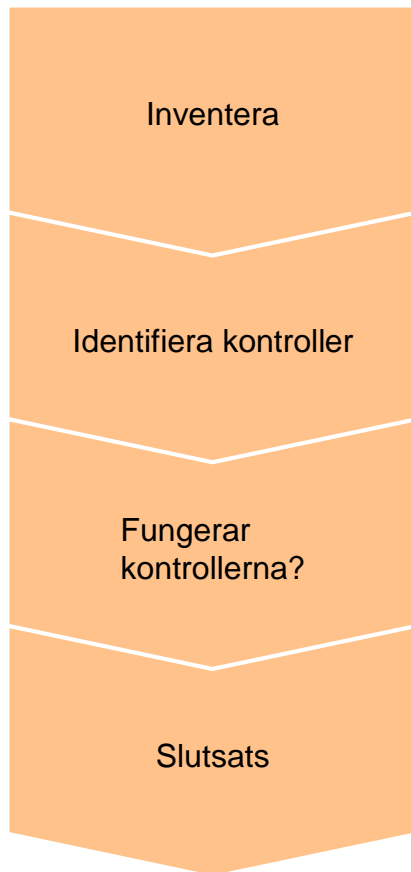 Inventera
Identifiera kontroller
Fungerar
kontrollerna?
Slutsats